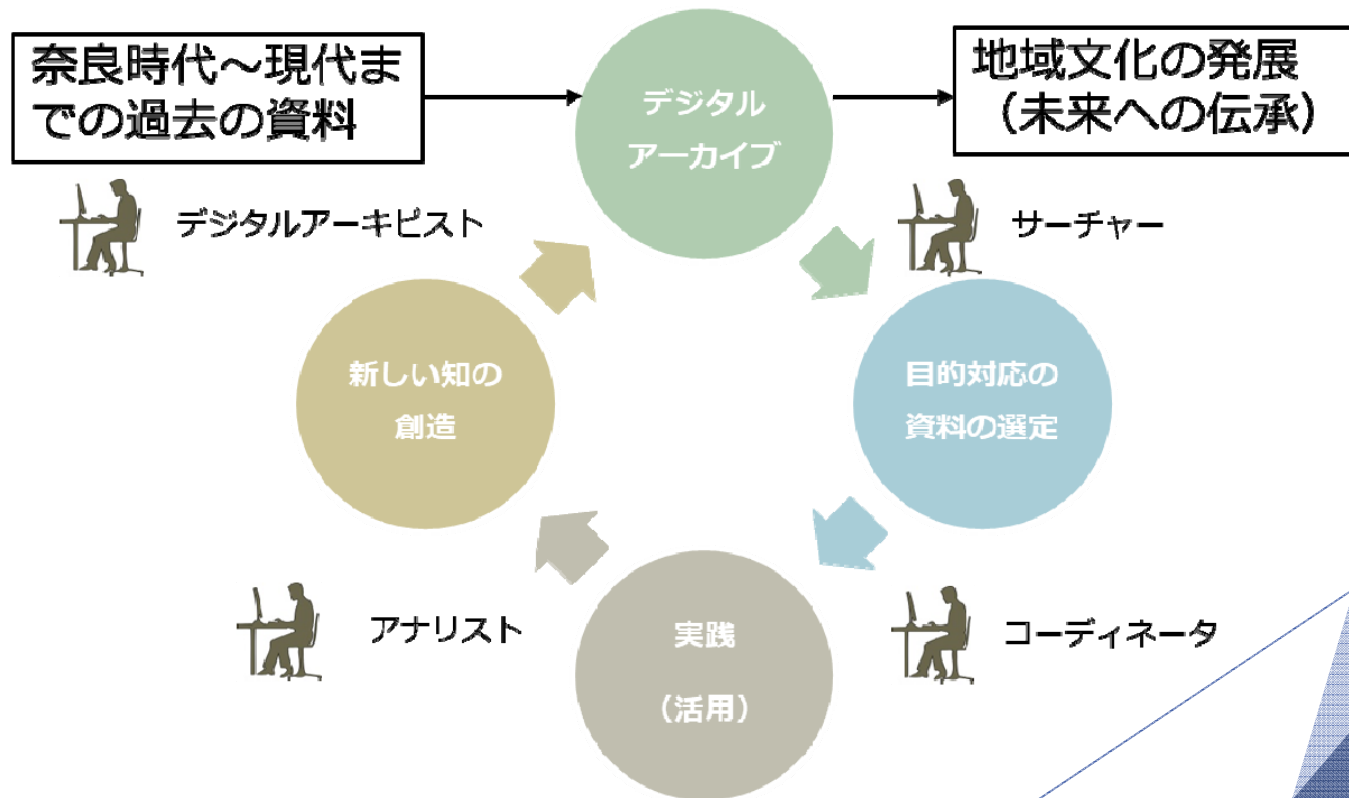 奈良時代～現代ま
での過去の資料
デジタル
アーカイブ
地域文化の発展
（未来への伝承）
デジタルアーキビスト
サーチャー
新しい知の
創造
目的対応の
資料の選定
アナリスト
実践
（活用）
コーディネータ